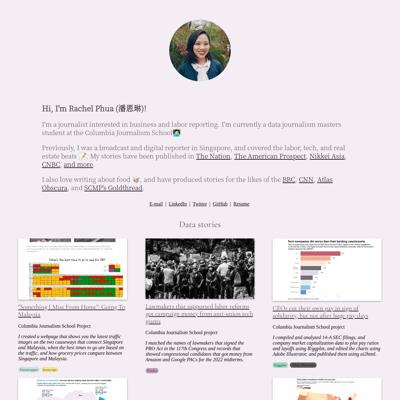 Hi, I'm Rachel Phua (潘恩琳)!
I'm a journalist interested in business and labor reporting. I'm currently a data journalism masters
student at the Columbia Journalism School
Previously, I was a broadcast and digital reporter in Singapore, and covered the labor, tech, and real
estate beats 📝. My stories have been published in The Nation, The American Prospect, Nikkei Asia,
CNBC, and more.
I also love writing about food 🍜, and have produced stories for the likes of the BBC, CNN, Atlas
Obscura, and SCMP's Goldthread.
E-mail | LinkedIn | Twitter | GitHub | Resume
Data stories
"Something I Miss From Home": Going To
Malaysia
Columbia Journalism School Project
I created a webpage that shows you the latest traffic
images on the two causeways that connect Singapore
and Malaysia, when the best times to go are based on
the traffic, and how grocery prices compare between
Singapore and Malaysia.
Lawmakers that supported labor reforms
got campaign money from anti-union tech
giants
Columbia Journalism School project
I matched the names of lawmakers that signed the
PRO Act in the 117th Congress and records that
showed congressional candidates that got money from
Amazon and Google PACs for the 2022 midterms.
Tech companies did worse than their landing counterparts
CEOs cut their own pay in sign of
solidarity, but not after huge pay days
Columbia Journalism School project
I compiled and analyzed 14-A SEC filings, and
company market capitalization data to plot pay ratios
and layoffs using R/ggplot, and edited the charts using
Adobe Illustrator, and published them using ai2html.